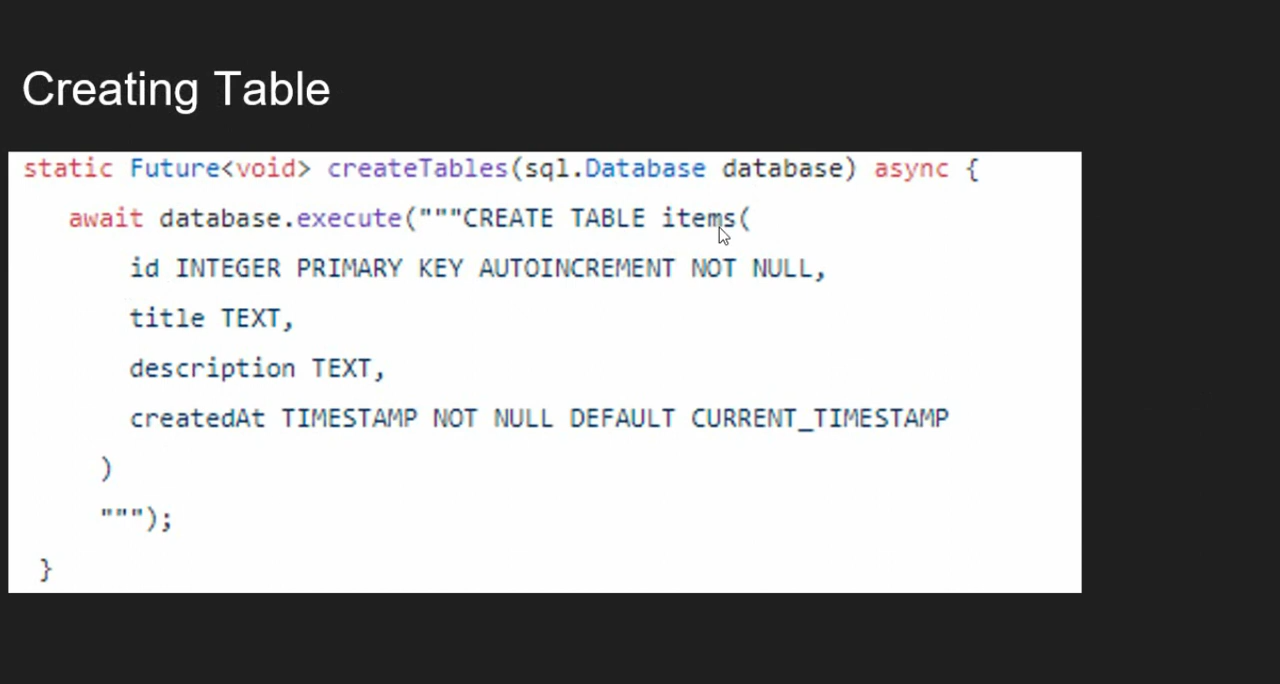 Creating Table
static Future<void> createTables(sql.Database database) async {
await database.execute("""CREATE TABLE items(
id INTEGER PRIMARY KEY AUTOINCREMENT NOT NULL,
title TEXT,
description TEXT,
createdAt TIMESTAMP NOT NULL DEFAULT CURRENT_TIMESTAMP
)
""");
}